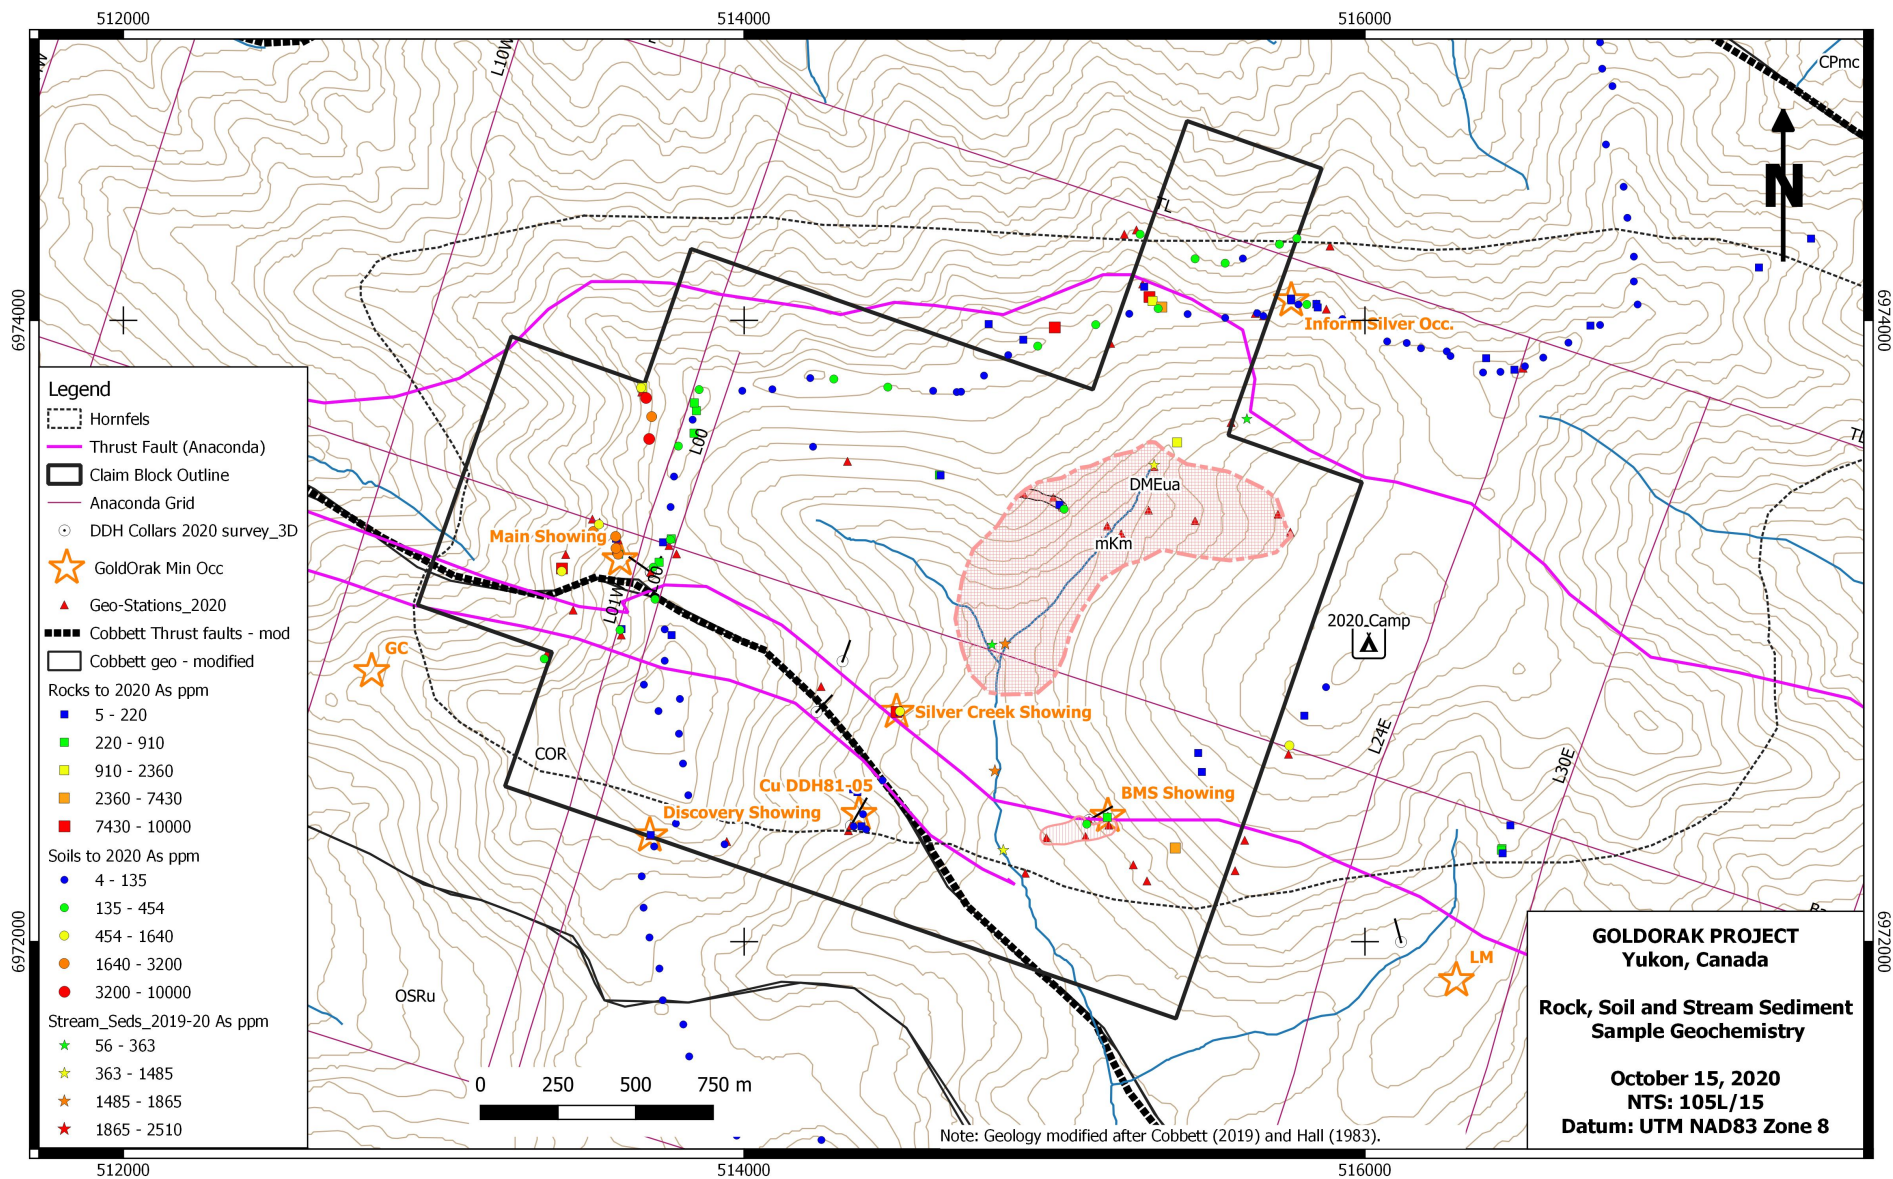 512000
514000
516000
L10W
CPmc
TL
N
6974000
6974000
Inform Silver Occ.
Legend
Hornfels
Thrust Fault (Anaconda)
Claim Block Outline
Anaconda Grid
DDH Collars 2020 survey_3D
GoldOrak Min Occ
Geo-Stations_2020
Cobbett Thrust faults - mod
Cobbett geo - modified
Rocks to 2020 As ppm
5 - 220
220 - 910
910 - 2360
2360 - 7430
7430 - 10000
Soils to 2020 As ppm
4 - 135
135 - 454
454 - 1640
1640 - 3200
3200 - 10000
Stream_Seds_2019-20 As ppm
56 - 363
363 - 1485
1485 - 1865
1865 - 2510
L00
DMEua
Main Showing
mKm
L01W
2020 Camp
GC
Silver Creek Showing
COR
L24E
L30E
Cu DDH81-05
BMS Showing
Discovery Showing
6972000
6972000
LM
OSRu
0 250 500 750 m
GOLDORAK PROJECT
Yukon, Canada
Rock, Soil and Stream Sediment
Sample Geochemistry
October 15, 2020
NTS: 105L/15
Datum: UTM NAD83 Zone 8
Note: Geology modified after Cobbett (2019) and Hall (1983).
512000
514000
516000